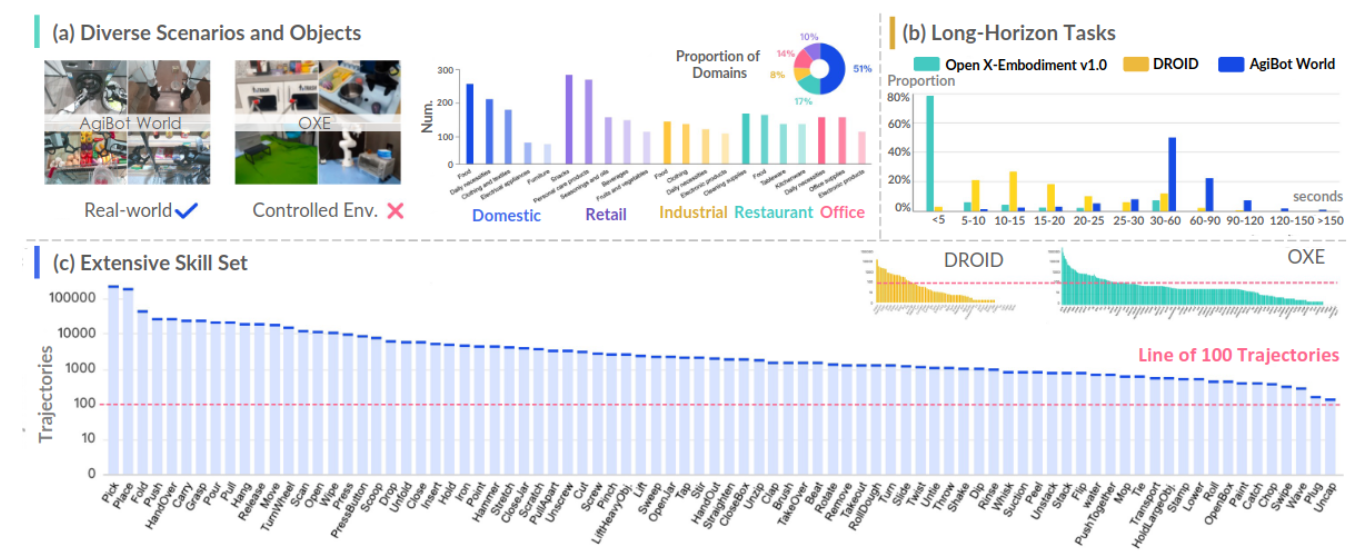 (a) Diverse Scenarios and Objects
AgiBot World
OXE
Real-world
Controlled Env.
Proportion of
Domains
10%
14%
8%
17%
51%
Num.
300
200
100
0
Food
Daily necessities
Clothing and textiles
Electrical appliances
Furniture
Snacks
Personal care products
Seasonings and oils
Beverages
Fruits and vegetables
Food
Clothing
Daily necessities
Electronic products
Cleaning supplies
Food
Tableware
Kitchenware
Daily necessities
Office supplies
Electronic products
Domestic
Retail
Industrial
Restaurant
Office
(b) Long-Horizon Tasks
Open X-Embodiment v1.0
DROID
AgiBot World
Proportion
80%
60%
40%
20%
0%
seconds
<5
5-10
10-15
15-20
20-25
25-30
30-60
60-90
90-120
120-150
>150
(c) Extensive Skill Set
DROID
OXE
Line of 100 Trajectories
Trajectories
100000
10000
1000
100
10
0
Pick
Place
Fold
Push
HandOver
Carry
Grasp
Pour
Pull
Hang
Release
Move
TurnWheel
Scan
Open
Wipe
Press
PressButton
Scoop
Drop
Unfold
Close
Insert
Hold
Iron
Point
Hammer
Stretch
CloseJar
Scratch
PullApart
Unscrew
Cut
Screw
Pinch
LiftHeavyObj.
Lift
Sweep
OpenJar
Tap
Stir
HandOut
Straighten
CloseBox
Unzip
Clap
Brush
TakeOver
Beat
Rotate
Remove
Takeout
RollDough
Turn
Slide
Twist
Untie
Throw
Shake
Dip
Rinse
Whisk
Suction
Peel
Unstack
Stack
Flip
water
PushTogether
Mop
Tie
Transport
HoldLargeObj.
Stamp
Lower
Roll
OpenBox
Paint
Catch
Chop
Swipe
Wave
Plug
Uncap